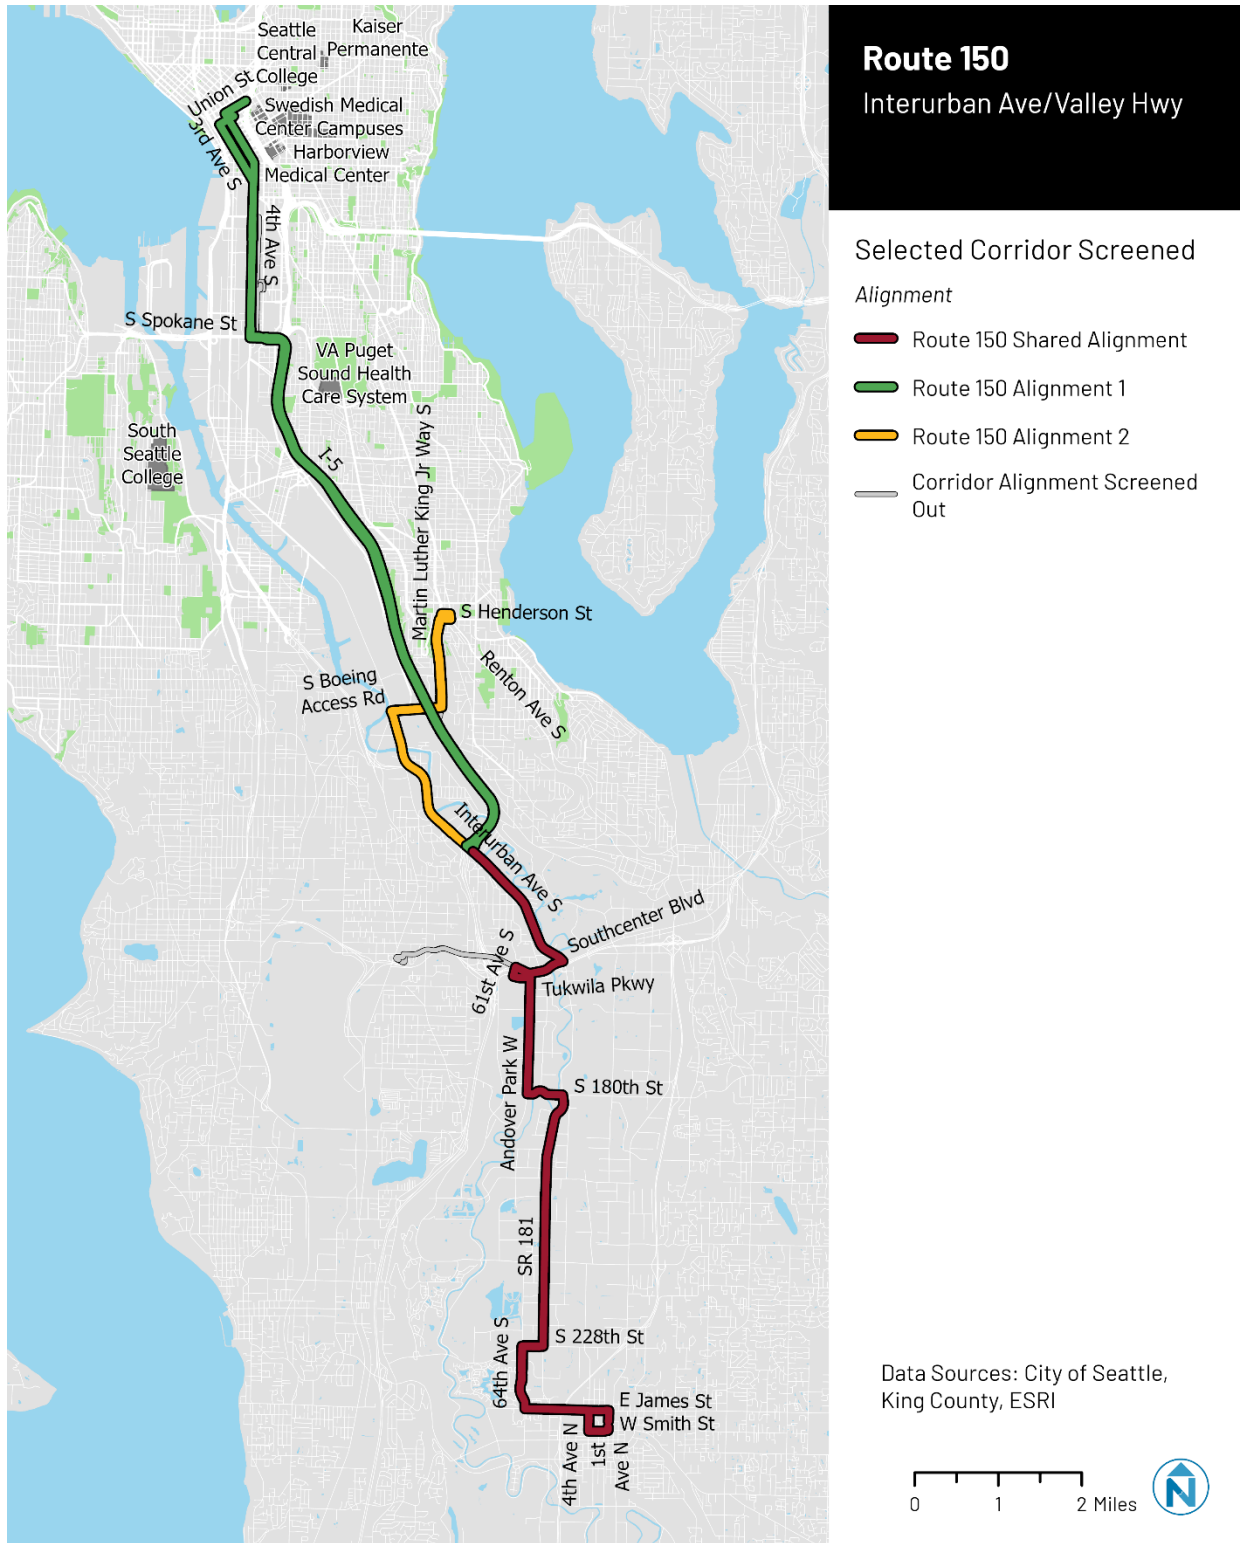 Route 150
Interurban Ave/Valley Hwy
Selected Corridor Screened
Alignment
Route 150 Shared Alignment
Route 150 Alignment 1
Route 150 Alignment 2
Corridor Alignment Screened
Out
Seattle
Central
College
Kaiser
Permanente
Union St
Swedish Medical
Center Campuses
3rd Ave S
Harborview
Medical Center
4th Ave S
S Spokane St
VA Puget
Sound Health
Care System
South
Seattle
College
I-5
Martin Luther King Jr Way S
S Henderson St
S Boeing
Access Rd
Renton Ave S
Interurban Ave S
Southcenter Blvd
61st Ave S
Tukwila Pkwy
Andover Park W
S 180th St
SR 181
S 228th St
64th Ave S
E James St
W Smith St
4th Ave N
1st
Ave N
Data Sources: City of Seattle,
King County, ESRI
0 1 2 Miles
N